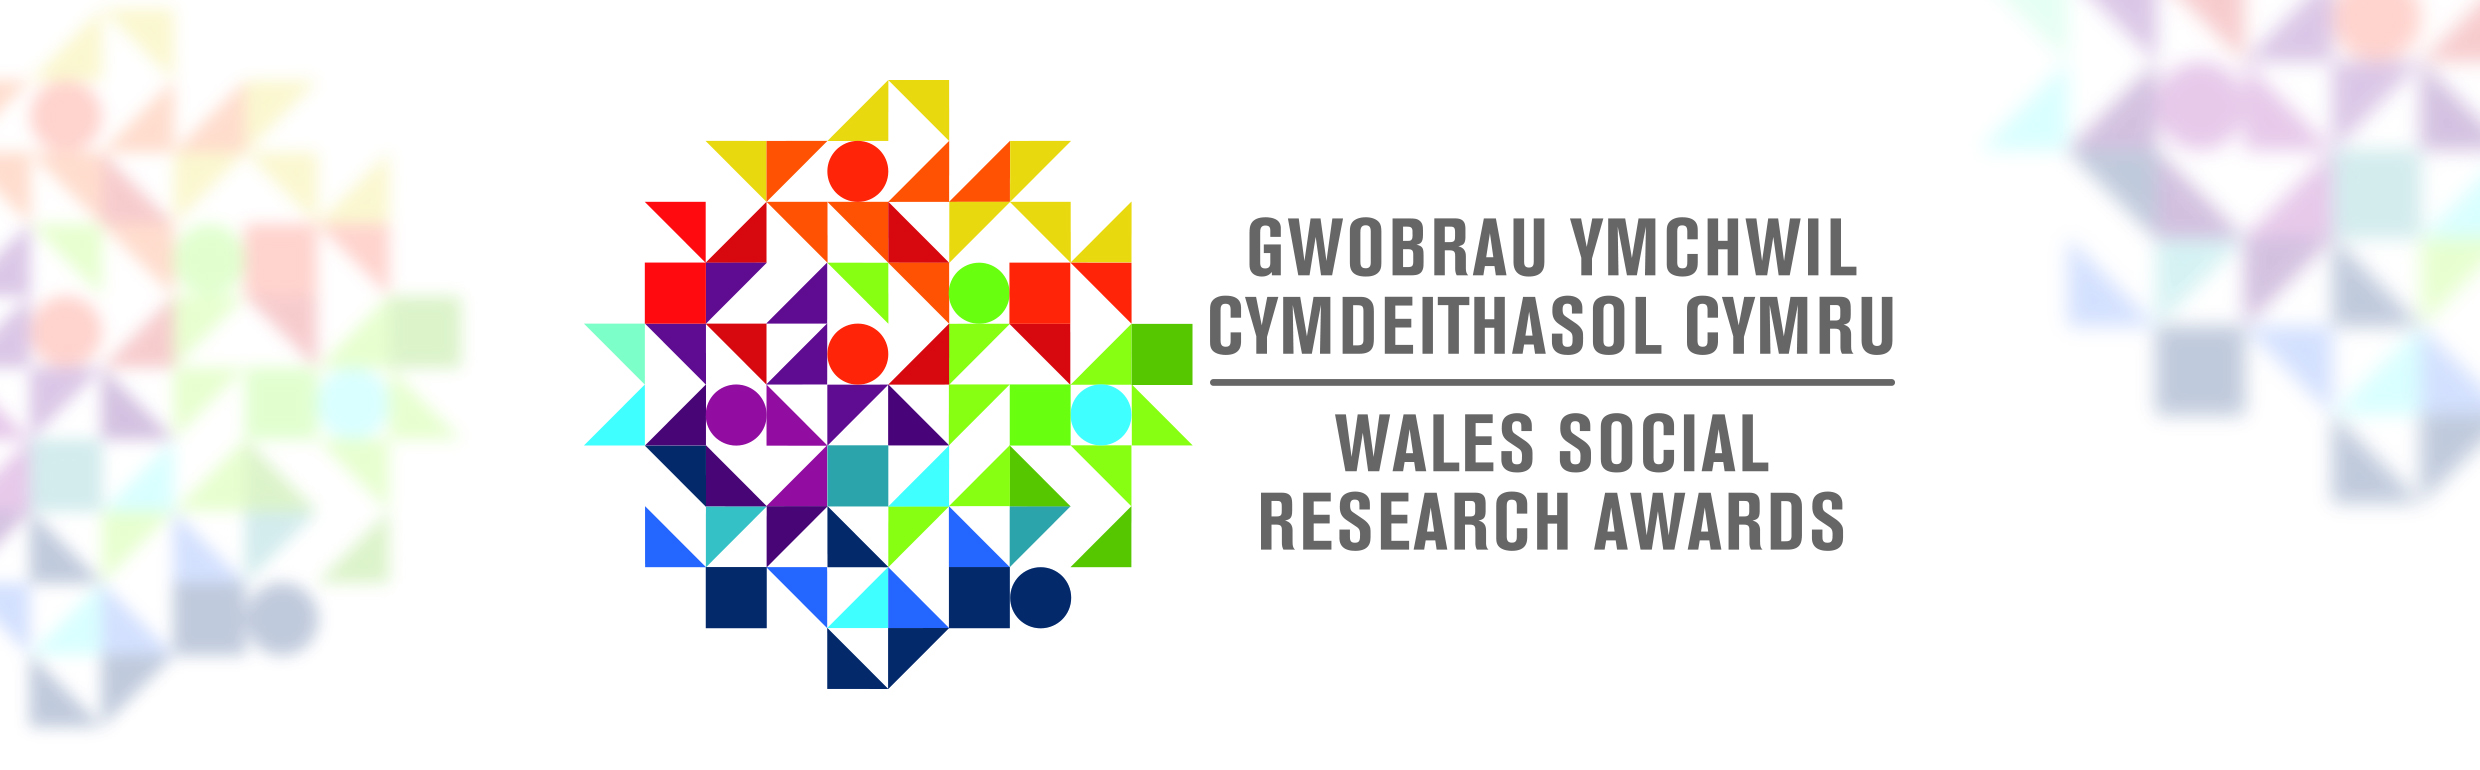 GWOBRAU YMCHWIL
CYMDEITHASOL CYMRU
WALES SOCIAL
RESEARCH AWARDS